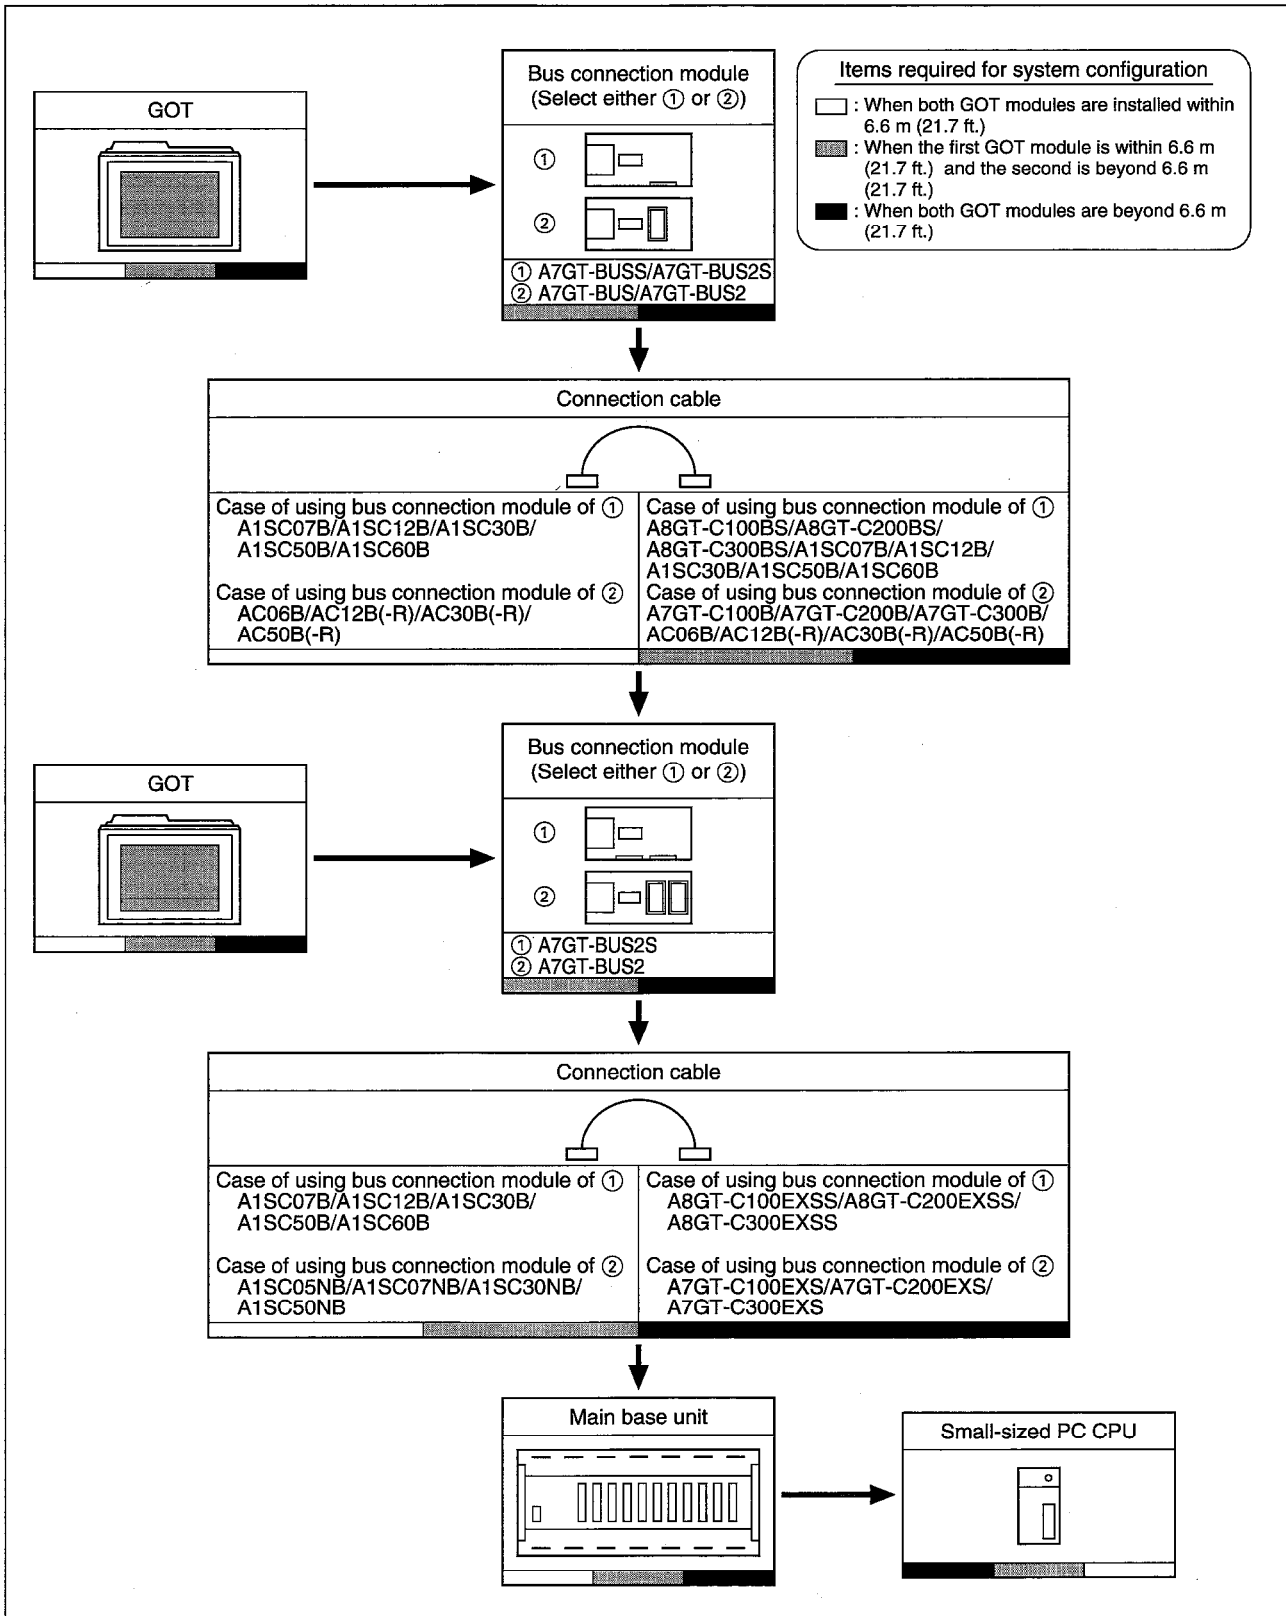 GOT
Bus connection module
(Select either ① or ②)
①
②
① A7GT-BUSS/A7GT-BUS2S
② A7GT-BUS/A7GT-BUS2
Items required for system configuration
: When both GOT modules are installed within
6.6 m (21.7 ft.)
: When the first GOT module is within 6.6 m
(21.7 ft.) and the second is beyond 6.6 m
(21.7 ft.)
: When both GOT modules are beyond 6.6 m
(21.7 ft.)
Connection cable
Case of using bus connection module of ①
A1SC07B/A1SC12B/A1SC30B/
A1SC50B/A1SC60B
Case of using bus connection module of ②
AC06B/AC12B(-R)/AC30B(-R)/
AC50B(-R)
Case of using bus connection module of ①
A8GT-C100BS/A8GT-C200BS/
A8GT-C300BS/A1SC07B/A1SC12B/
A1SC30B/A1SC50B/A1SC60B
Case of using bus connection module of ②
A7GT-C100B/A7GT-C200B/A7GT-C300B/
AC06B/AC12B(-R)/AC30B(-R)/AC50B(-R)
GOT
Bus connection module
(Select either ① or ②)
①
②
① A7GT-BUS2S
② A7GT-BUS2
Connection cable
Case of using bus connection module of ①
A1SC07B/A1SC12B/A1SC30B/
A1SC50B/A1SC60B
Case of using bus connection module of ②
A1SC05NB/A1SC07NB/A1SC30NB/
A1SC50NB
Case of using bus connection module of ①
A8GT-C100EXSS/A8GT-C200EXSS/
A8GT-C300EXSS
Case of using bus connection module of ②
A7GT-C100EXS/A7GT-C200EXS/
A7GT-C300EXS
Main base unit
Small-sized PC CPU